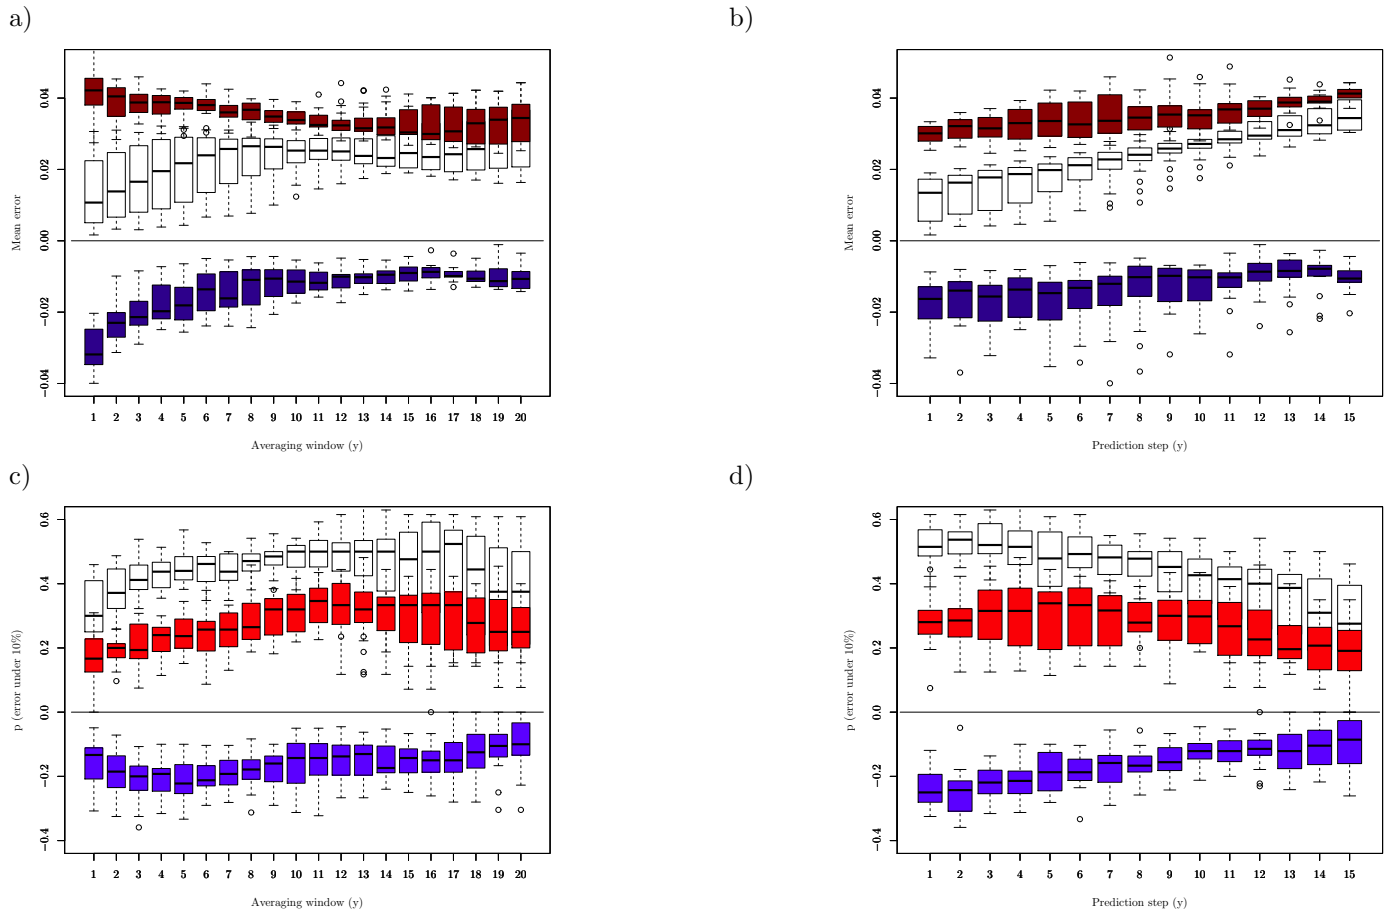 a)
b)
Mean error
0.04
0.02
0.00
−0.02
−0.04
1 2 3 4 5 6 7 8 9 10 11 12 13 14 15 16 17 18 19 20
Averaging window (y)
Mean error
0.04
0.02
0.00
−0.02
−0.04
1 2 3 4 5 6 7 8 9 10 11 12 13 14 15
Prediction step (y)
c)
d)
p (error under 10%)
0.6
0.4
0.2
0.0
−0.2
−0.4
1 2 3 4 5 6 7 8 9 10 11 12 13 14 15 16 17 18 19 20
Averaging window (y)
p (error under 10%)
0.6
0.4
0.2
0.0
−0.2
−0.4
1 2 3 4 5 6 7 8 9 10 11 12 13 14 15
Prediction step (y)